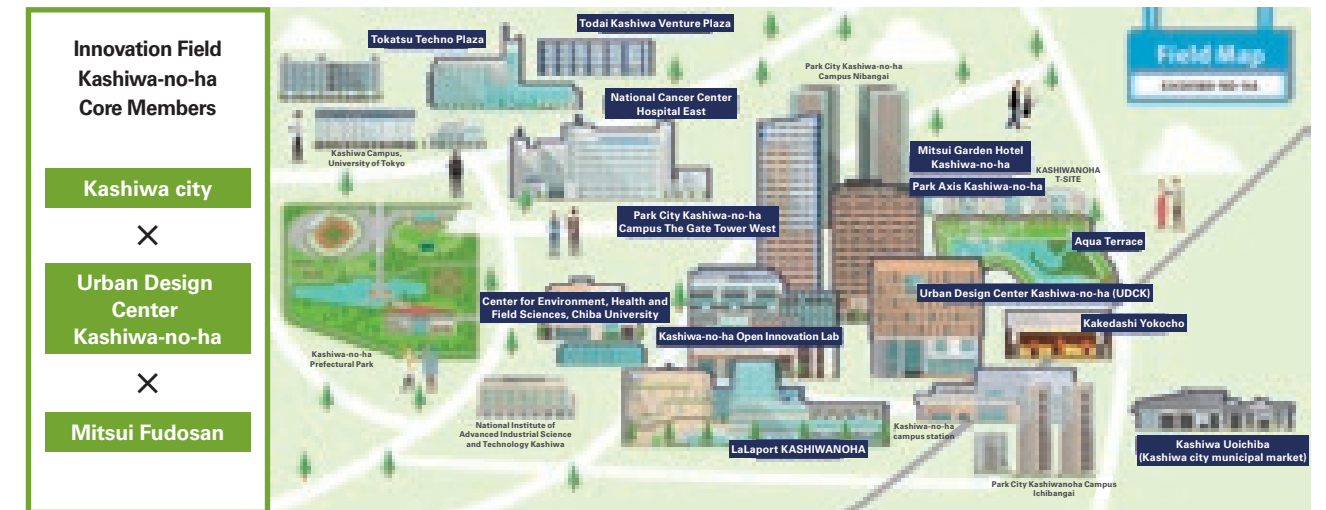 Innovation Field
Kashiwa-no-ha
Core Members
Kashiwa city
×
Urban Design
Center
Kashiwa-no-ha
×
Mitsui Fudosan
Todai Kashiwa Venture Plaza
Tokatsu Techno Plaza
Field Map
KASHIWA-NO-HA
Park City Kashiwa-no-ha
Campus Nibangai
National Cancer Center
Hospital East
Kashiwa Campus,
University of Tokyo
Mitsui Garden Hotel
Kashiwa-no-ha
KASHIWANOHA
T-SITE
Park Axis Kashiwa-no-ha
Park City Kashiwa-no-ha
Campus The Gate Tower West
Aqua Terrace
Urban Design Center Kashiwa-no-ha (UDCK)
Center for Environment, Health and
Field Sciences, Chiba University
Kakedashi Yokocho
Kashiwa-no-ha Open Innovation Lab
Kashiwa-no-ha
Prefectural Park
National Institute of
Advanced Industrial Science
and Technology Kashiwa
Kashiwa-no-ha
campus station
LaLaport KASHIWANOHA
Kashiwa Uoichiba
(Kashiwa city municipal market)
Park City Kashiwanoha Campus
Ichibangai